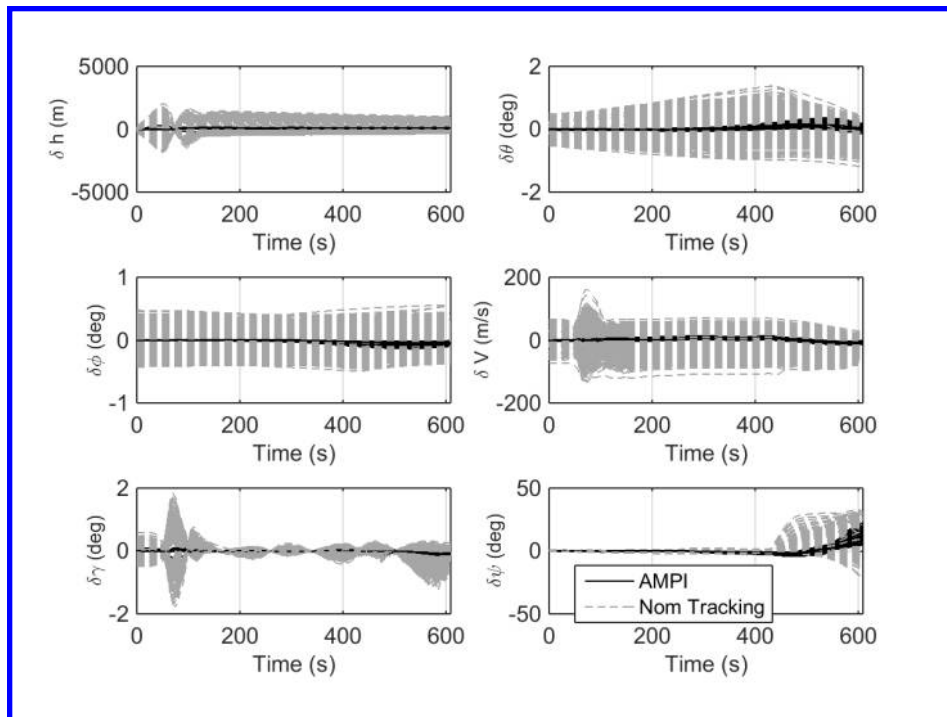 5000
0
-5000
δ h (m)
0 200 400 600
Time (s)
2
0
-2
δθ (deg)
0 200 400 600
Time (s)
1
0
-1
δϕ (deg)
0 200 400 600
Time (s)
200
0
-200
δ V (m/s)
0 200 400 600
Time (s)
2
0
-2
δγ (deg)
0 200 400 600
Time (s)
50
0
-50
δψ (deg)
AMPI
Nom Tracking
0 200 400 600
Time (s)